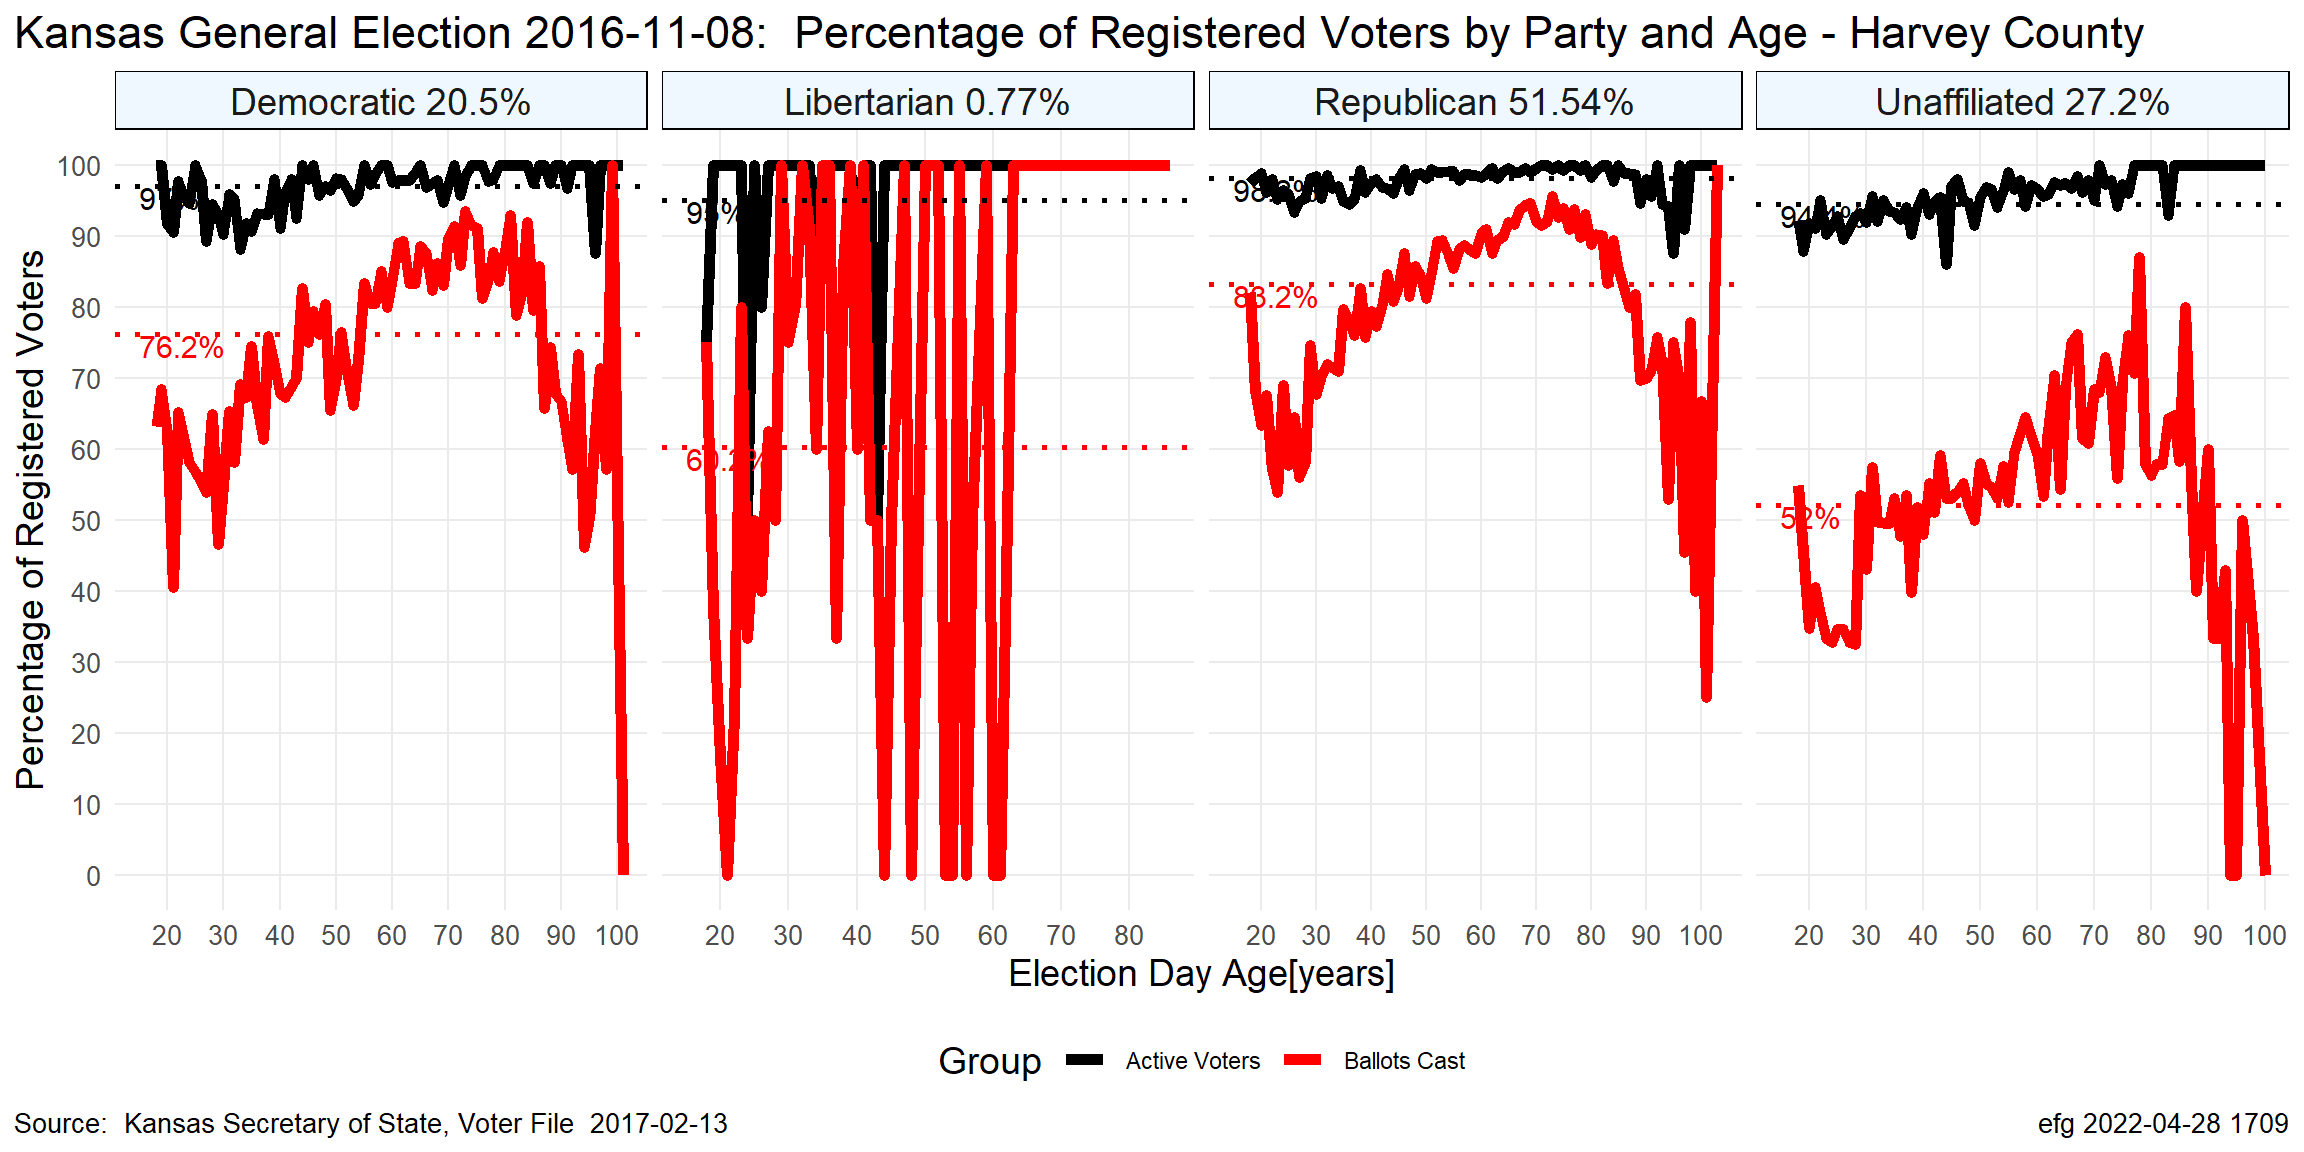 Kansas General Election 2016-11-08:  Percentage of Registered Voters by Party and Age - Harvey County
Democratic 20.5%
Libertarian 0.77%
Republican 51.54%
Unaffiliated 27.2%
Percentage of Registered Voters
100
90
80
70
60
50
40
30
20
10
0
76.2%
95%
60.2%
83.2%
94.4%
52%
20 30 40 50 60 70 80 90 100
20 30 40 50 60 70 80
20 30 40 50 60 70 80 90 100
20 30 40 50 60 70 80 90 100
Election Day Age[years]
Group Active Voters Ballots Cast
Source:  Kansas Secretary of State, Voter File  2017-02-13
efg 2022-04-28 1709